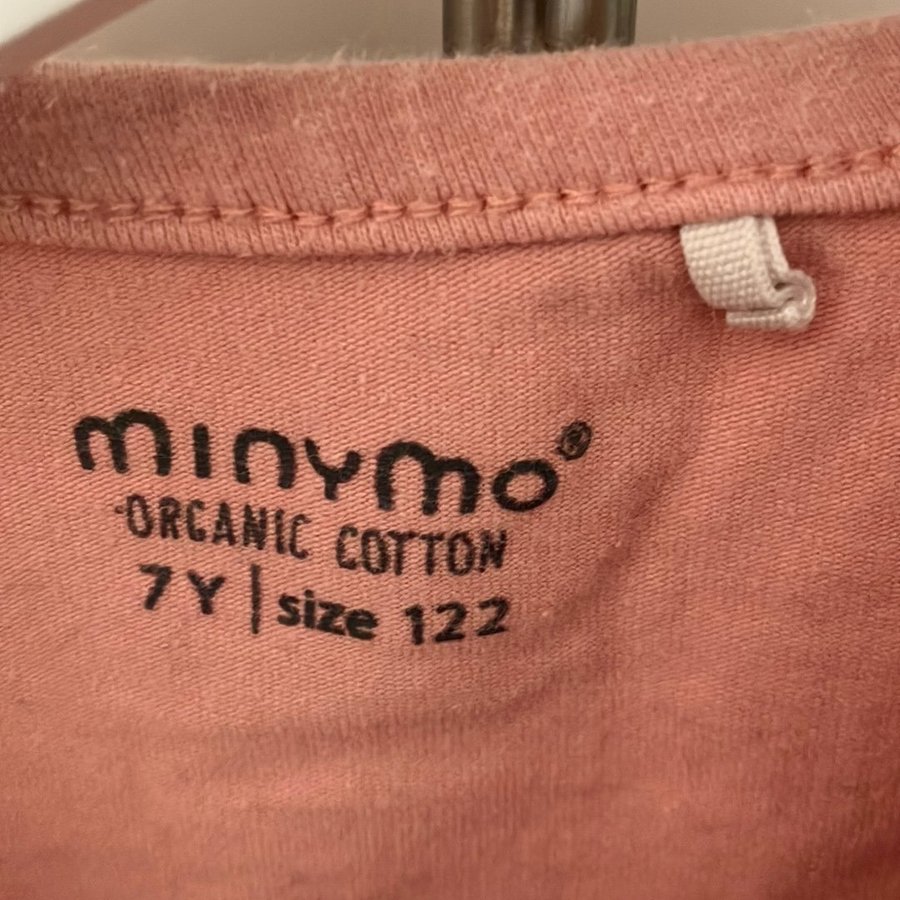 minymo®
ORGANIC COTTON
7Y | size 122